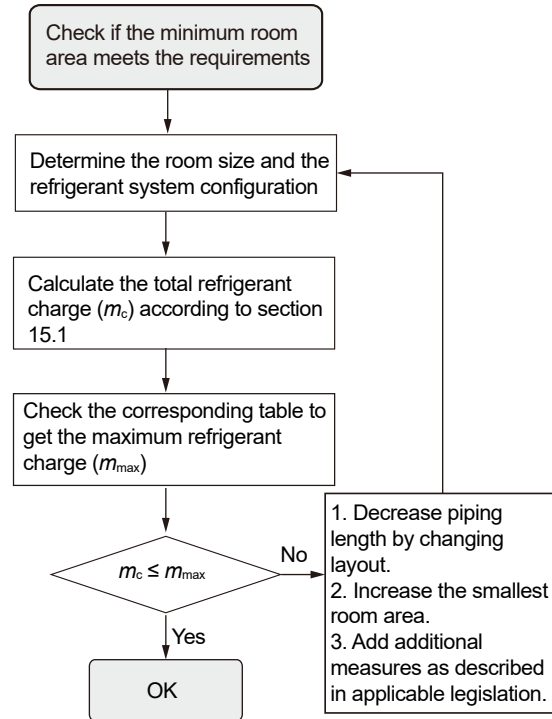 Check if the minimum room
area meets the requirements
Determine the room size and the
refrigerant system configuration
Calculate the total refrigerant
charge (mc) according to section
15.1
Check the corresponding table to
get the maximum refrigerant
charge (mmax)
mc ≤ mmax
No
Yes
OK
1. Decrease piping
length by changing
layout.
2. Increase the smallest
room area.
3. Add additional
measures as described
in applicable legislation.